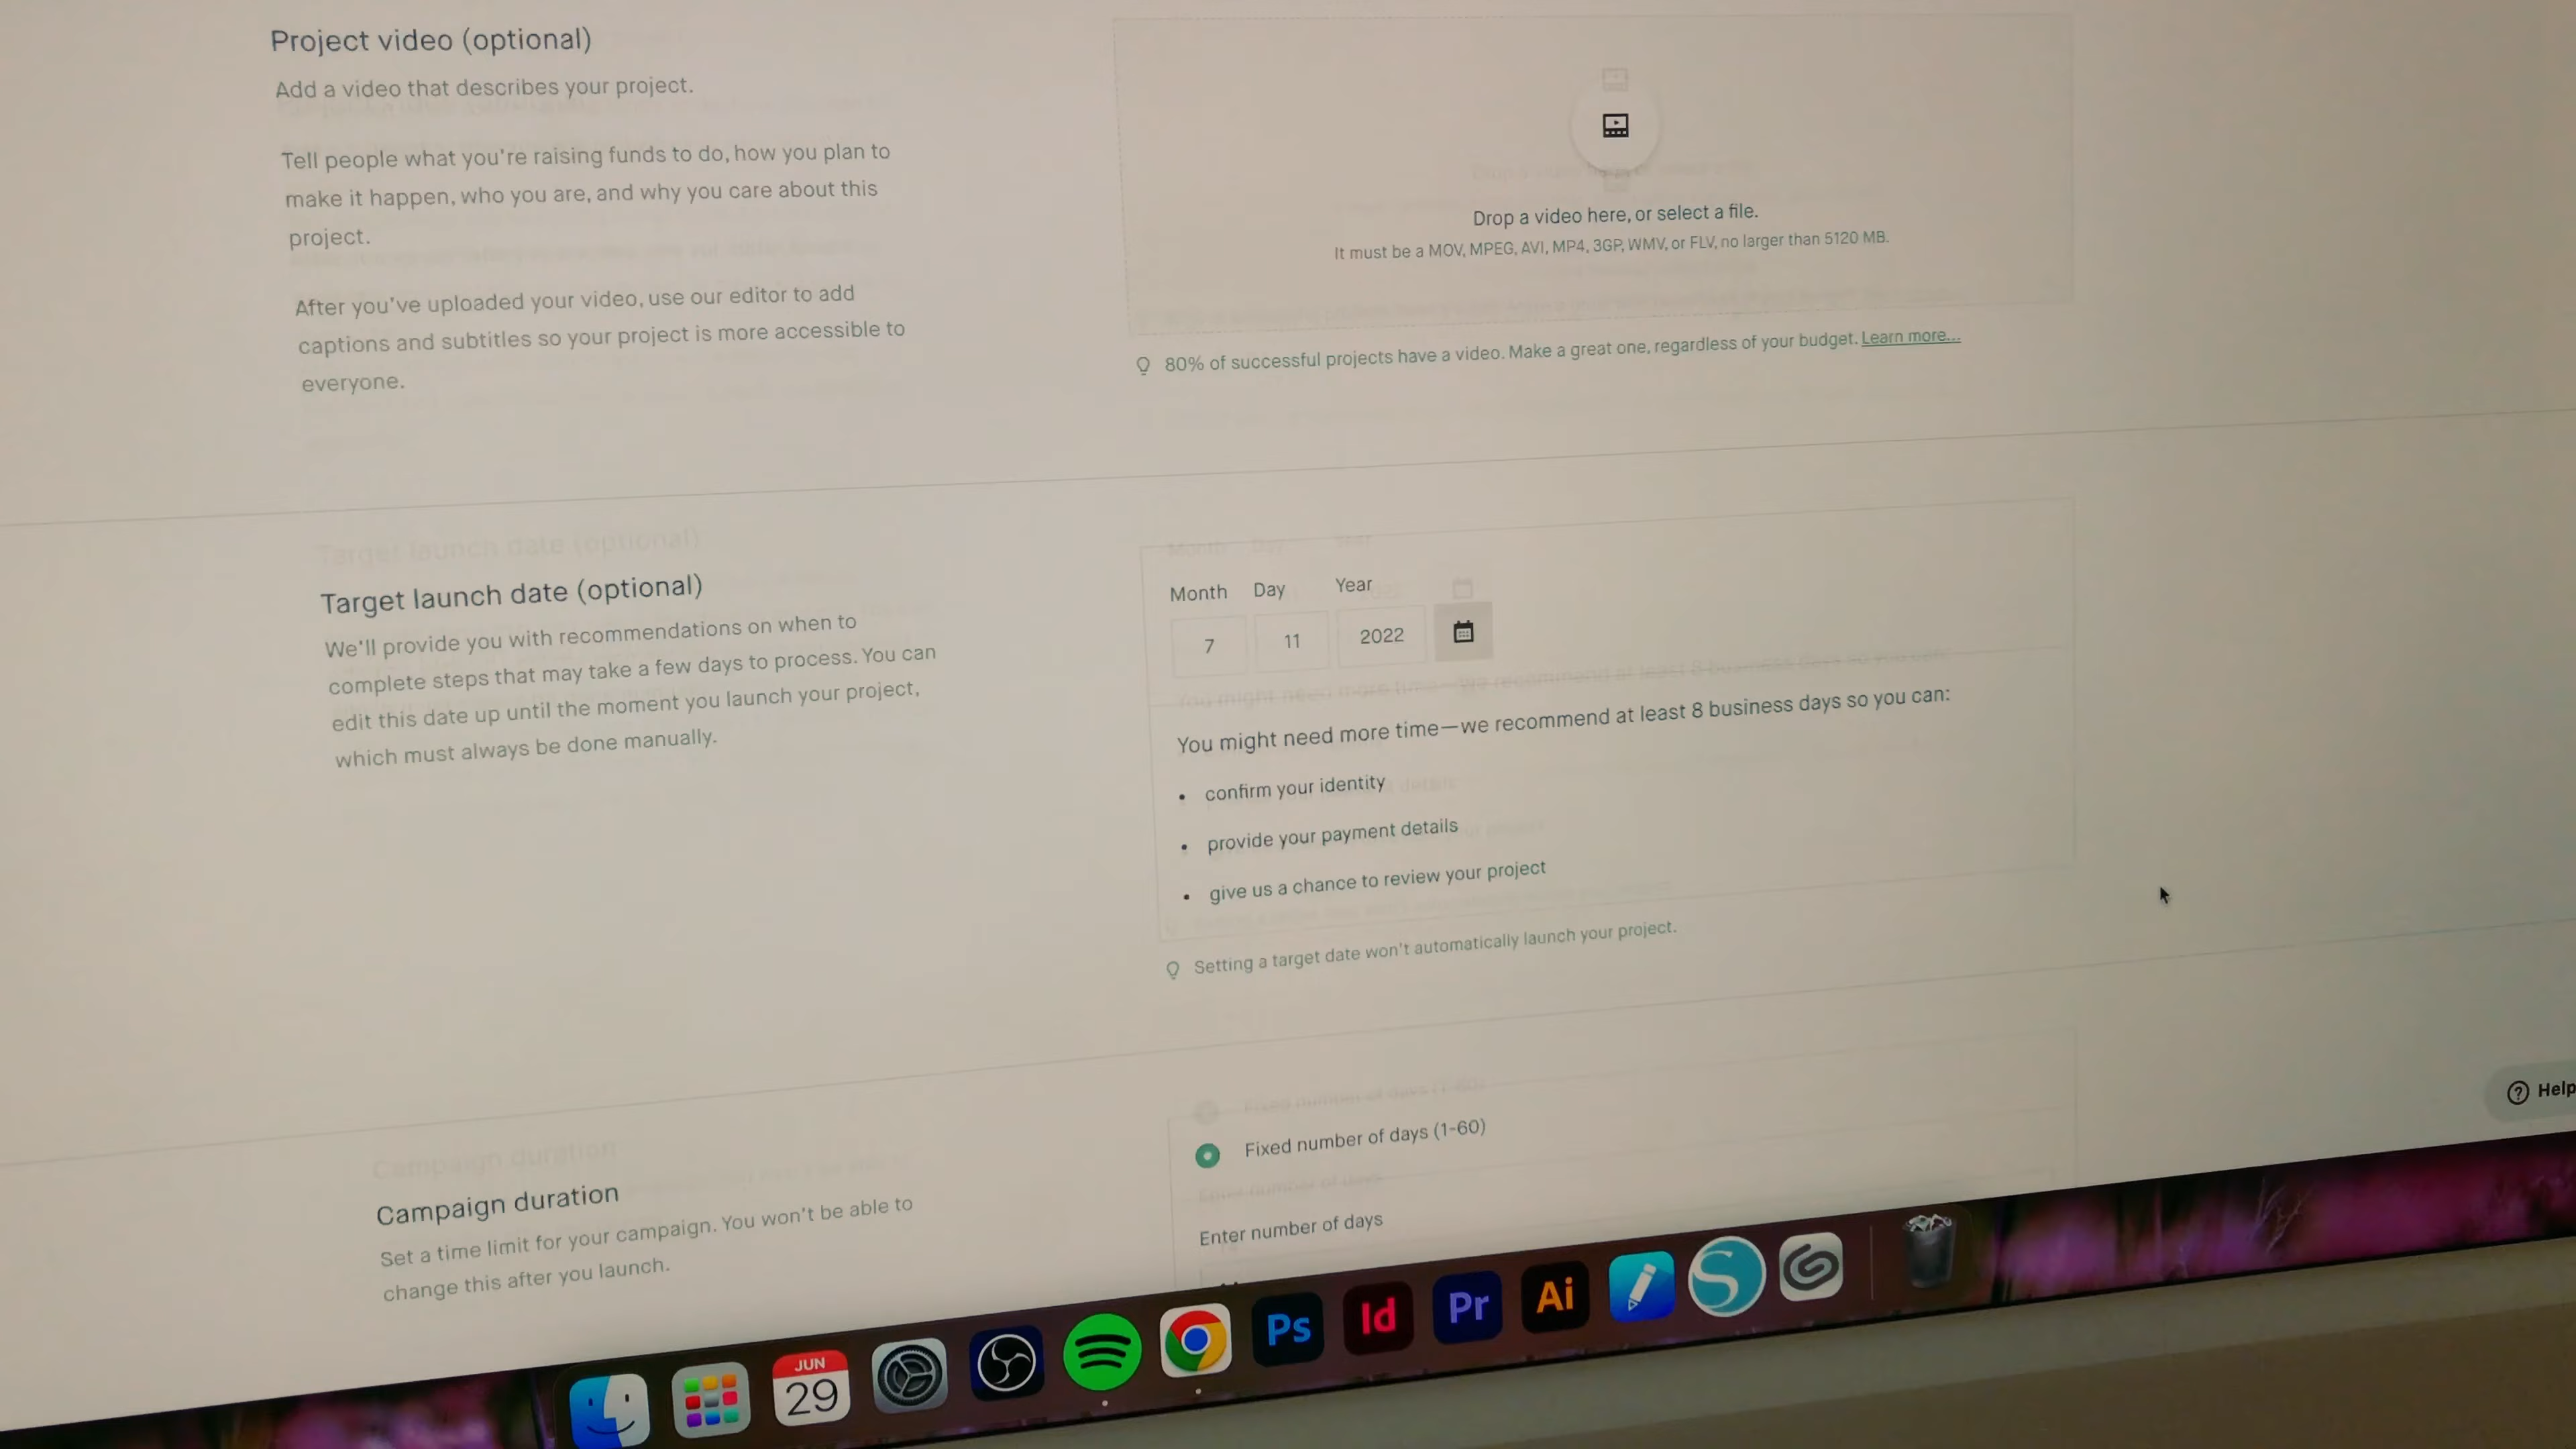 Project video (optional)
Add a video that describes your project.
Tell people what you're raising funds to do, how you plan to
make it happen, who you are, and why you care about this
project.
After you've uploaded your video, use our editor to add
captions and subtitles so your project is more accessible to
everyone.
Drop a video here, or select a file.
It must be a MOV, MPEG, AVI, MP4, 3GP, WMV, or FLV, no larger than 5120 MB.
80% of successful projects have a video. Make a great one, regardless of your budget. Learn more...
Target launch date (optional)
We'll provide you with recommendations on when to
complete steps that may take a few days to process. You can
edit this date up until the moment you launch your project,
which must always be done manually.
Month Day Year
7 11 2022
You might need more time—we recommend at least 8 business days so you can:
• confirm your identity
• provide your payment details
• give us a chance to review your project
Setting a target date won't automatically launch your project.
Campaign duration
Set a time limit for your campaign. You won't be able to
change this after you launch.
Fixed number of days (1-60)
Enter number of days
Help
JUN
29
Ps
Id
Pr
Ai